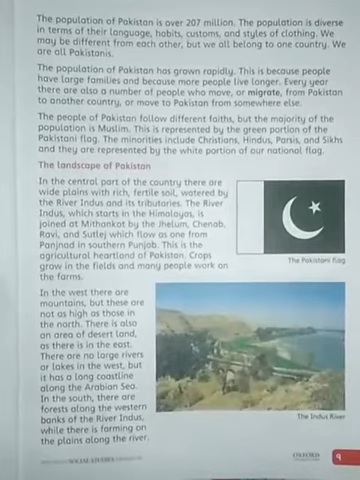 The population of Pakistan is over 207 million. The population is diverse
in terms of their language, habits, customs, and styles of clothing. We
may be different from each other, but we all belong to one country. We
are all Pakistanis.
The population of Pakistan has grown rapidly. This is because people
have large families and because more people live longer. Every year
there are also a number of people who move, or migrate, from Pakistan
to another country, or move to Pakistan from somewhere else.
The people of Pakistan follow different faiths, but the majority of the
population is Muslim. This is represented by the green portion of the
Pakistani flag. The minorities include Christians, Hindus, Parsis, and Sikhs
and they are represented by the white portion of our national flag.
The landscape of Pakistan
In the central part of the country there are
wide plains with rich, fertile soil, watered by
the River Indus and its tributaries. The River
Indus, which starts in the Himalayas, is
joined at Mithankot by the Jhelum, Chenab,
Ravi, and Sutlej which flow as one from
Panjnad in southern Punjab. This is the
agricultural heartland of Pakistan. Crops
grow in the fields and many people work on
the farms.
The Pakistani flag
In the west there are
mountains, but these are
not as high as those in
the north. There is also
an area of desert land,
as there is in the east.
There are no large rivers
or lakes in the west, but
it has a long coastline
along the Arabian Sea.
In the south, there are
forests along the western
banks of the River Indus,
while there is farming on
the plains along the river.
The Indus River
SOCIAL STUDIES
OXFORD
9